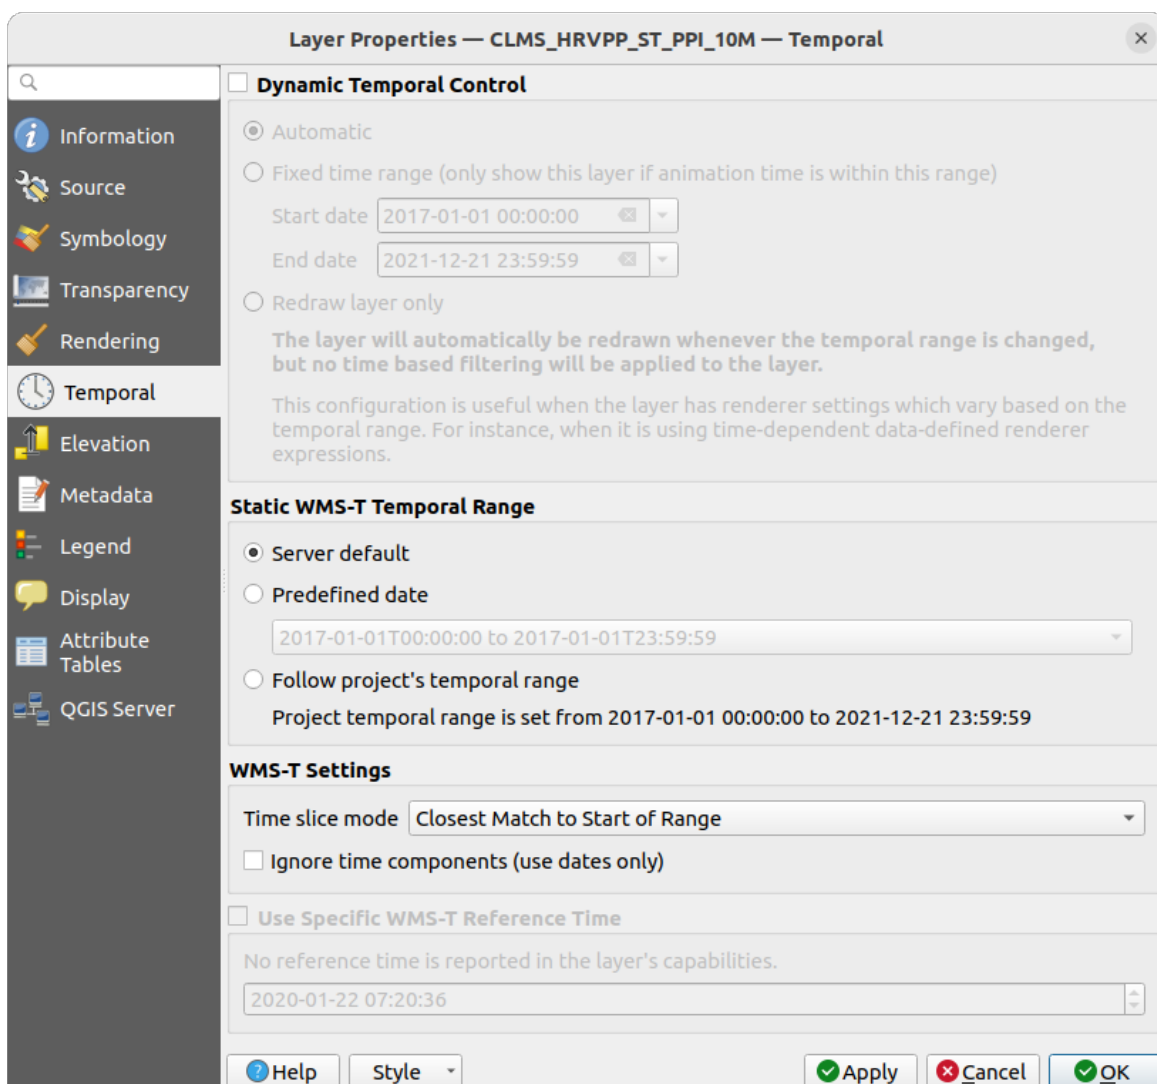 Layer Properties — CLMS_HRVPP_ST_PPI_10M — Temporal
Information
Source
Symbology
Transparency
Rendering
Temporal
Elevation
Metadata
Legend
Display
Attribute
Tables
QGIS Server
Dynamic Temporal Control
Automatic
Fixed time range (only show this layer if animation time is within this range)
Start date 2017-01-01 00:00:00
End date 2021-12-21 23:59:59
Redraw layer only
The layer will automatically be redrawn whenever the temporal range is changed,
but no time based filtering will be applied to the layer.
This configuration is useful when the layer has renderer settings which vary based on the
temporal range. For instance, when it is using time-dependent data-defined renderer
expressions.
Static WMS-T Temporal Range
Server default
Predefined date
2017-01-01T00:00:00 to 2017-01-01T23:59:59
Follow project's temporal range
Project temporal range is set from 2017-01-01 00:00:00 to 2021-12-21 23:59:59
WMS-T Settings
Time slice mode Closest Match to Start of Range
Ignore time components (use dates only)
Use Specific WMS-T Reference Time
No reference time is reported in the layer's capabilities.
2020-01-22 07:20:36
Help Style Apply Cancel OK